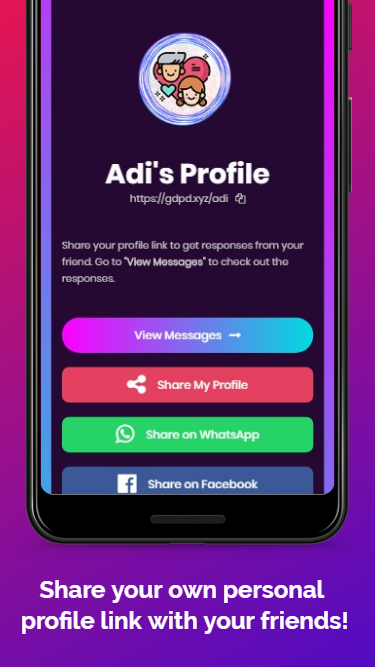 Adi's Profile
https://gdpd.xyz/adi
Share your profile link to get responses from your
friend. Go to "View Messages" to check out the
responses.
View Messages
Share My Profile
Share on WhatsApp
Share on Facebook
Share your own personal
profile link with your friends!